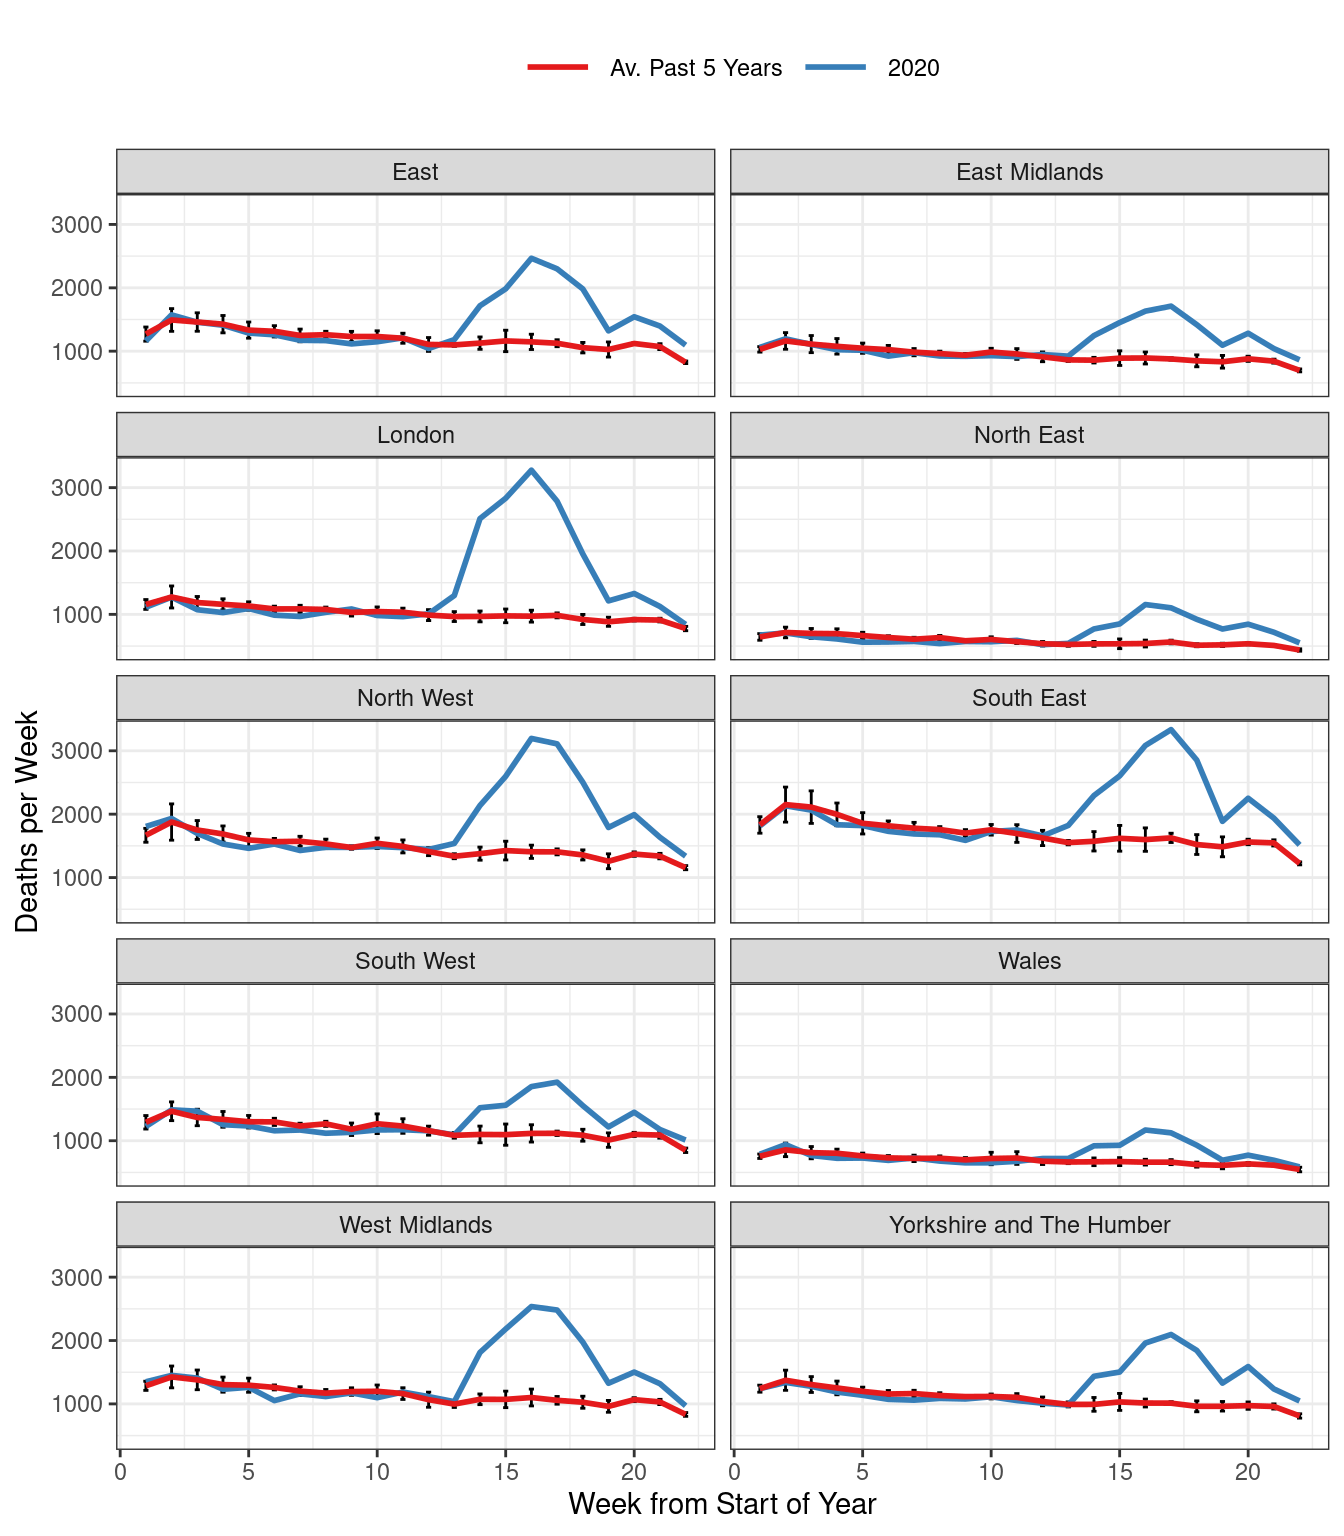 Av. Past 5 Years 2020
East East Midlands
3000
2000
1000
London North East
3000
2000
1000
North West South East
3000
2000
1000
South West Wales
3000
2000
1000
West Midlands Yorkshire and The Humber
3000
2000
1000
0 5 10 15 20 0 5 10 15 20
Week from Start of Year
Deaths per Week